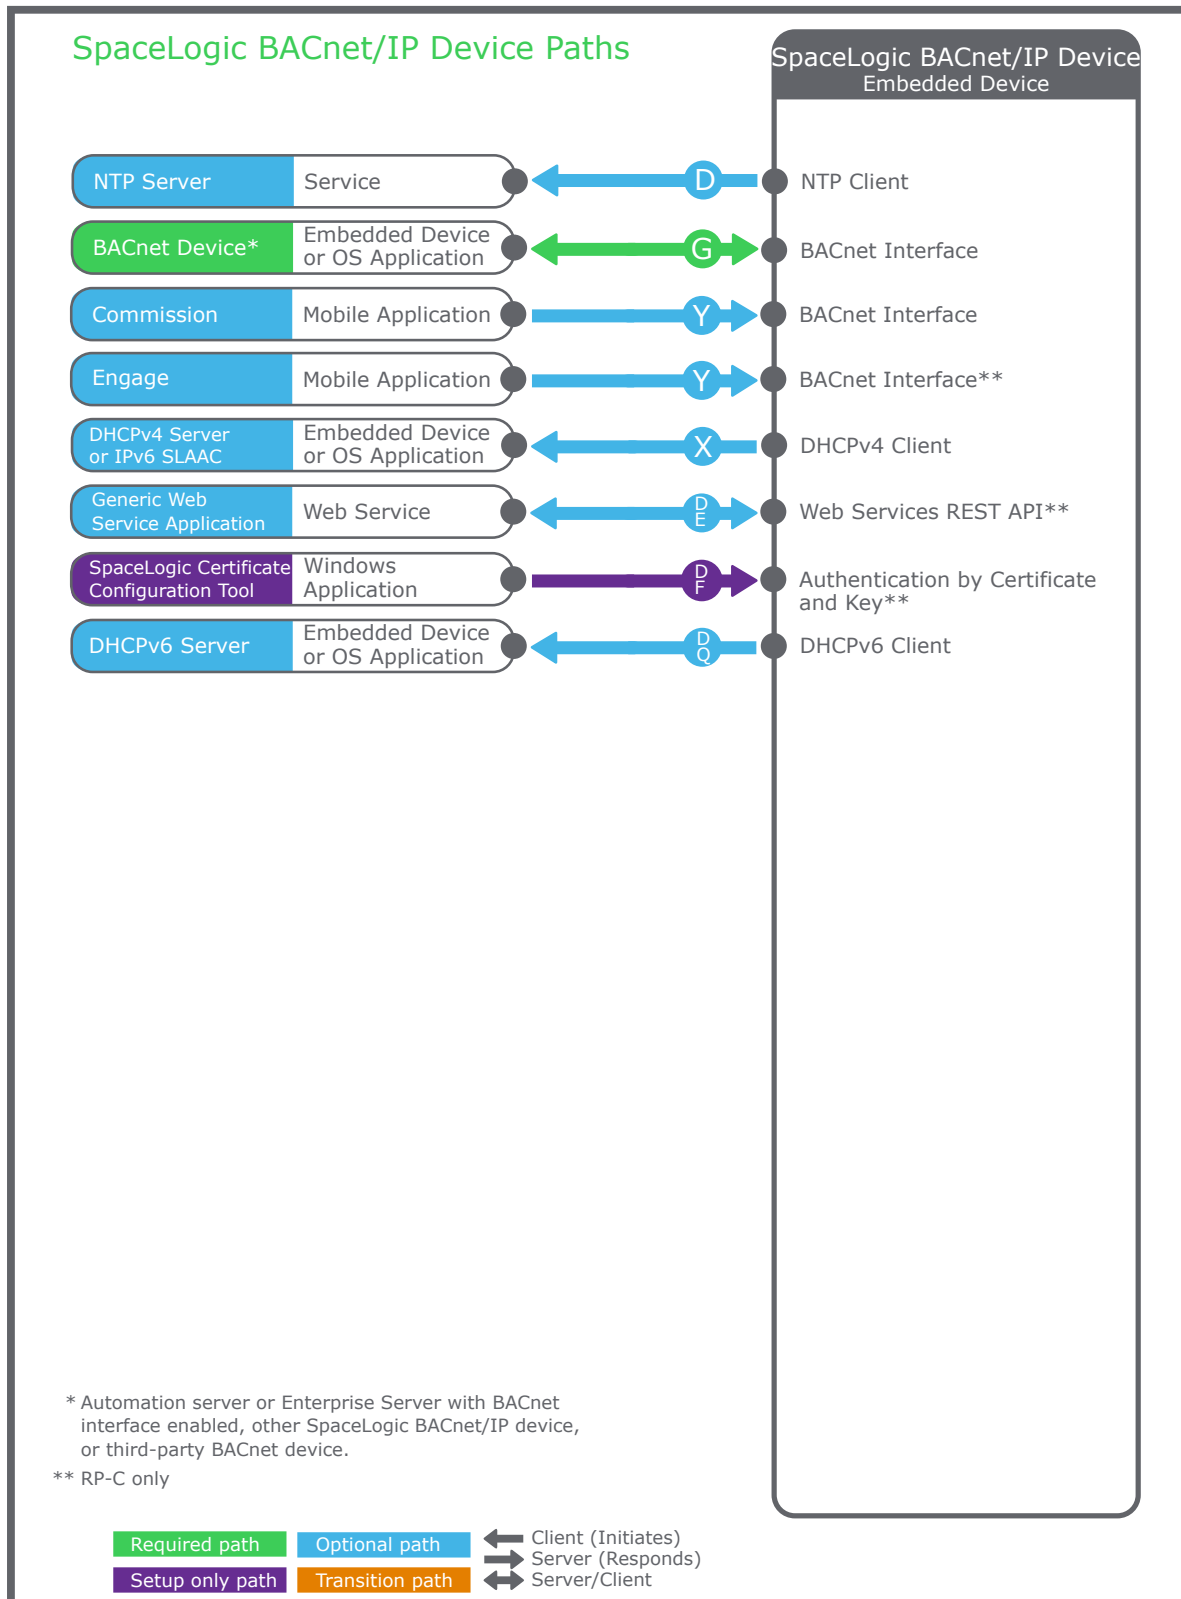 SpaceLogic BACnet/IP Device Paths
SpaceLogic BACnet/IP Device
Embedded Device
NTP Server
Service
D
NTP Client
BACnet Device*
Embedded Device
or OS Application
G
BACnet Interface
Commission
Mobile Application
Y
BACnet Interface
Engage
Mobile Application
Y
BACnet Interface**
DHCPv4 Server
or IPv6 SLAAC
Embedded Device
or OS Application
X
DHCPv4 Client
Generic Web
Service Application
Web Service
D
E
Web Services REST API**
SpaceLogic Certificate
Configuration Tool
Windows
Application
D
F
Authentication by Certificate
and Key**
DHCPv6 Server
Embedded Device
or OS Application
D
Q
DHCPv6 Client
* Automation server or Enterprise Server with BACnet
interface enabled, other SpaceLogic BACnet/IP device,
or third-party BACnet device.
** RP-C only
Required path
Optional path
Client (Initiates)
Server (Responds)
Setup only path
Transition path
Server/Client